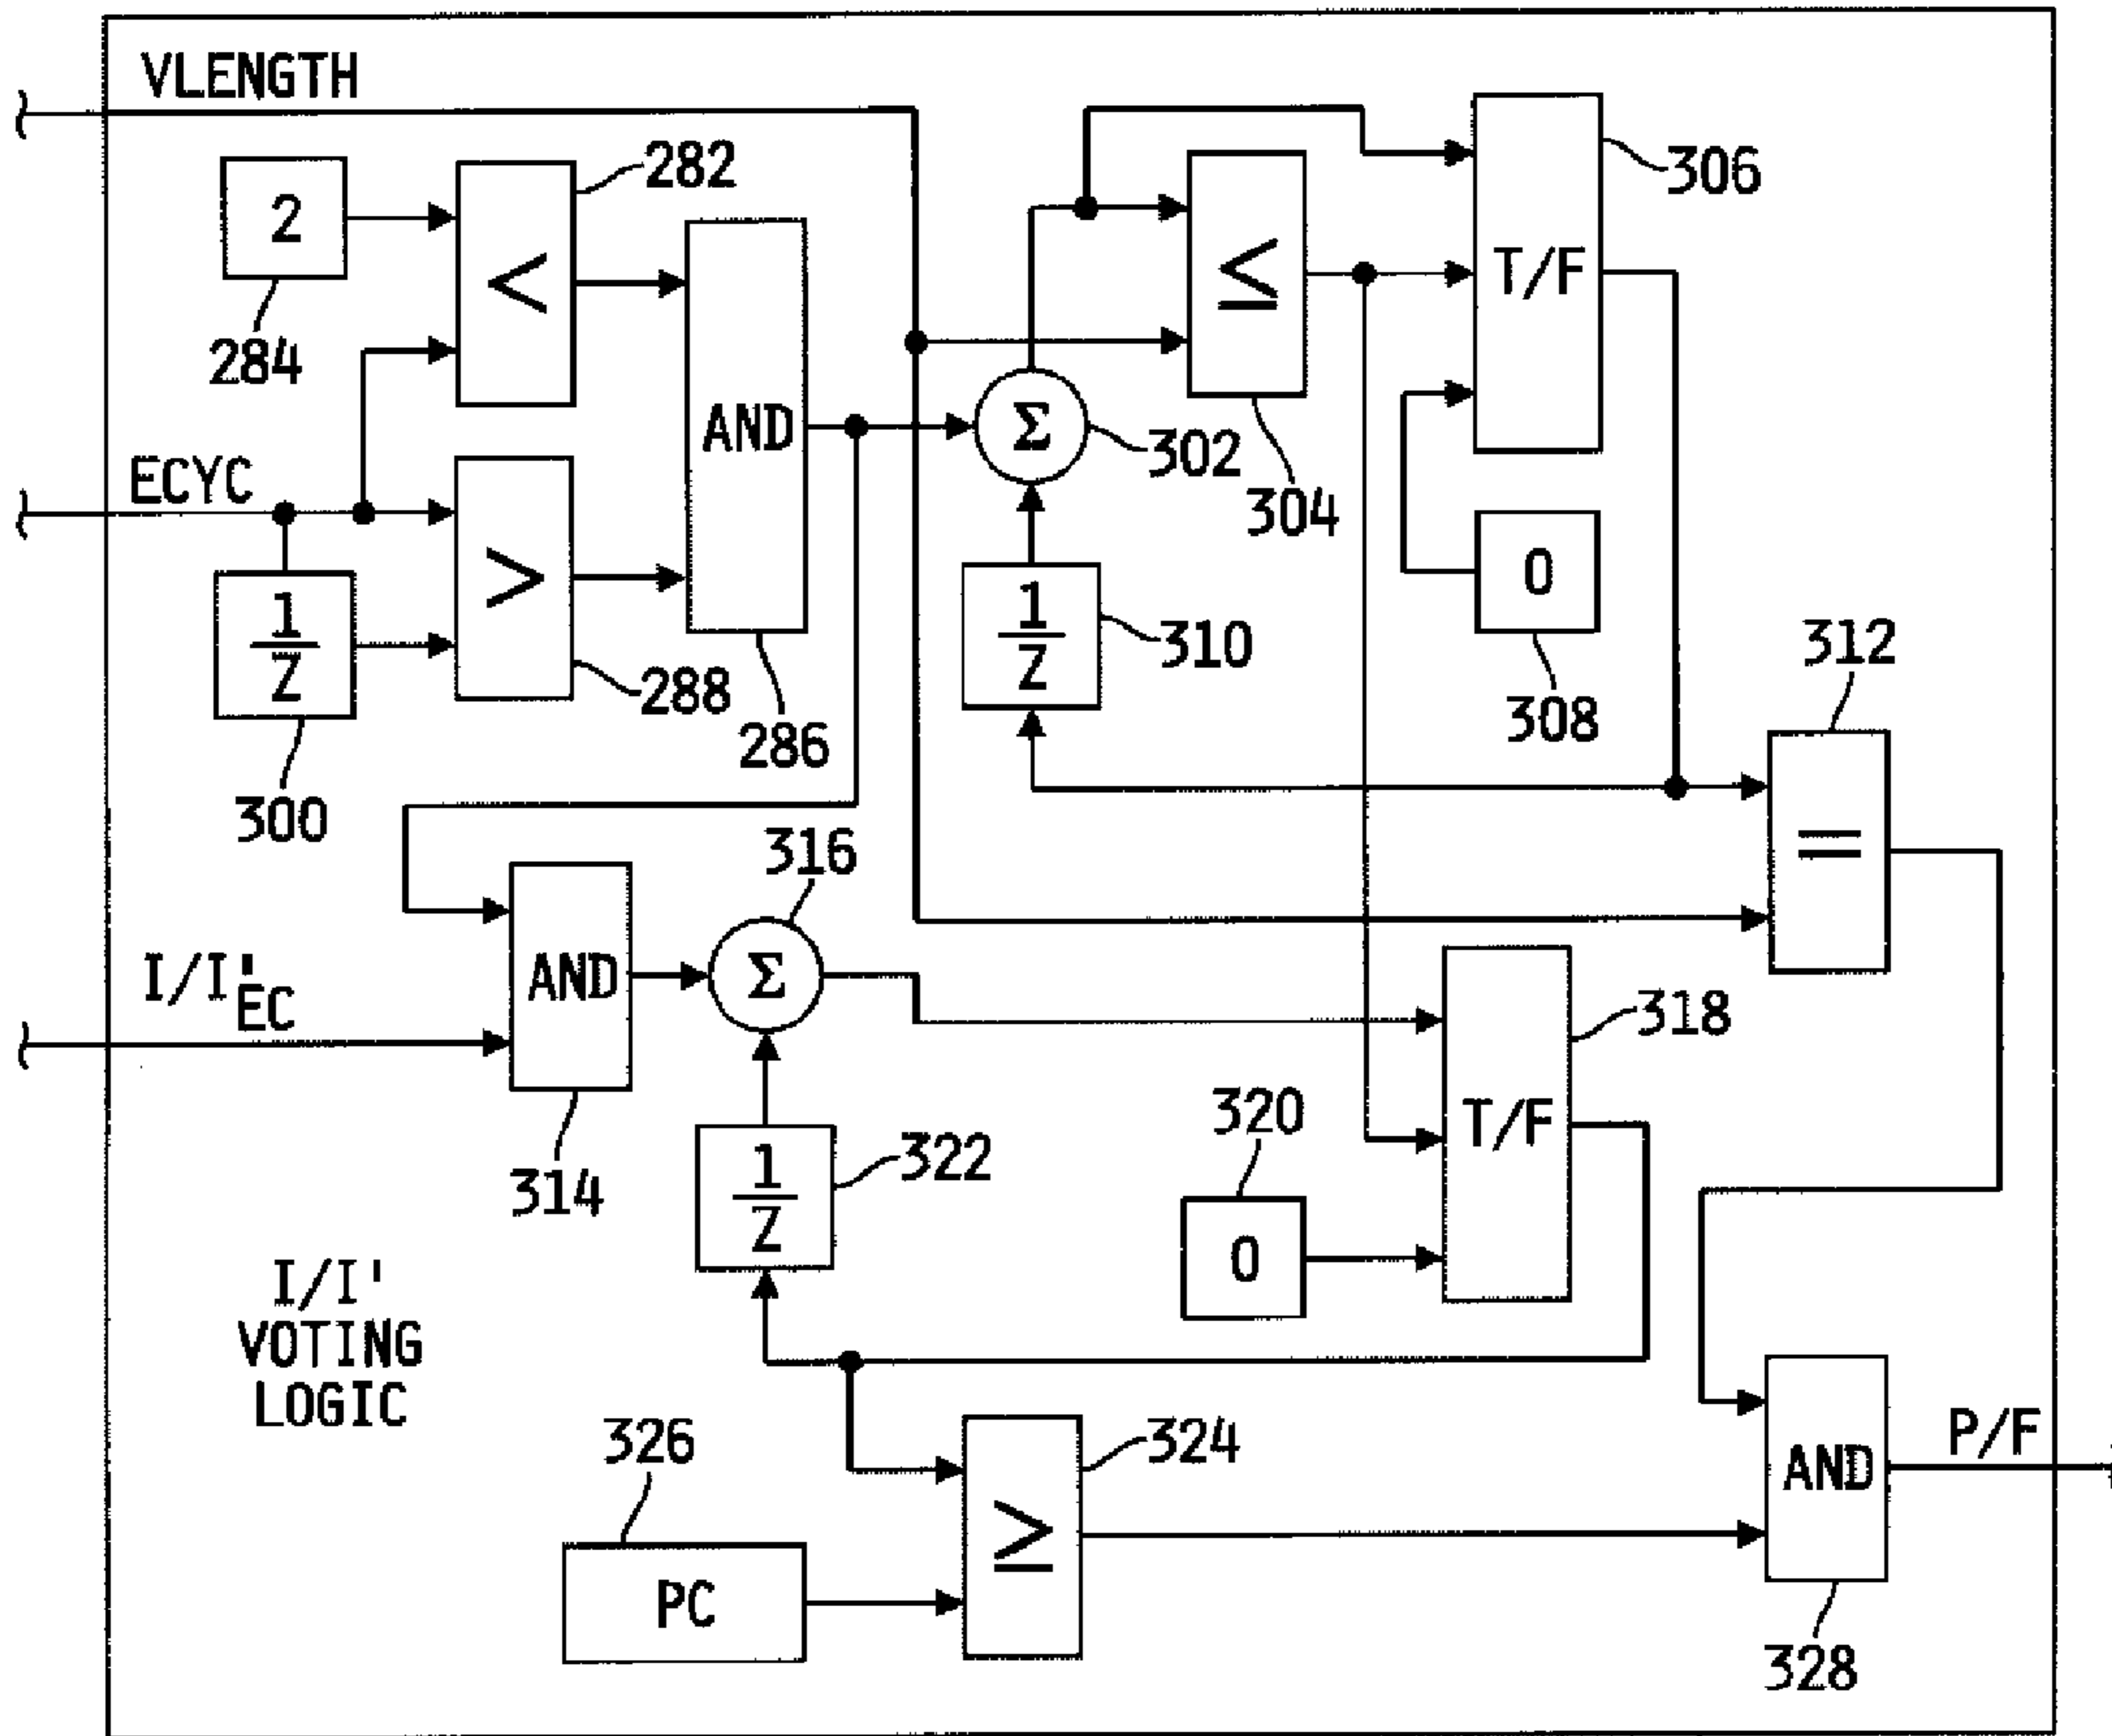 VLENGTH
2
284
<
282
AND
286
ECYC
1
Z
300
>
288
Σ
302
≤
304
T/F
306
0
308
1
Z
310
=
312
I/I'EC
AND
314
Σ
316
T/F
318
0
320
1
Z
322
I/I'
VOTING
LOGIC
PC
326
≥
324
AND
328
P/F